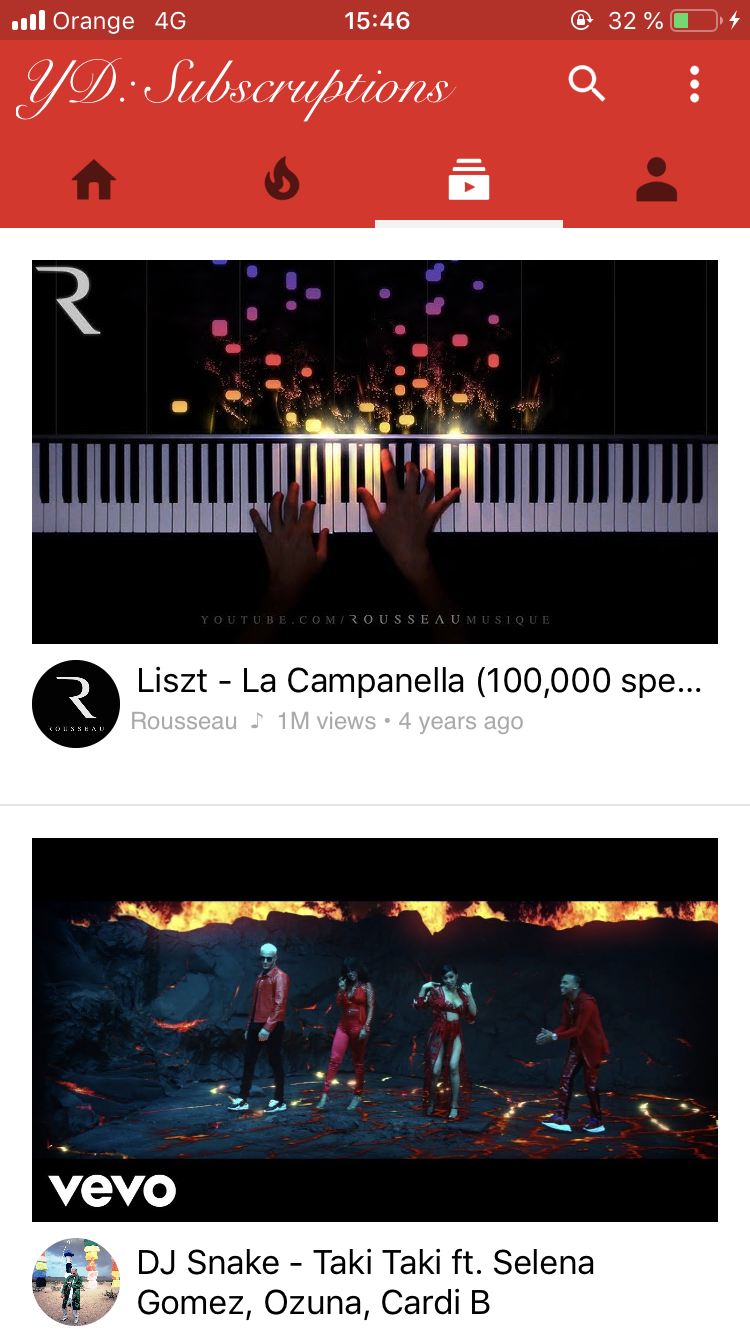 Orange 4G 15:46 32 %
YD: Subscruptions
R
YOUTUBE.COM/ROUSSEAUMUSIQUE
R
ROUSSEAU
Liszt - La Campanella (100,000 spe...
Rousseau ♪ 1M views • 4 years ago
vevo
DJ Snake - Taki Taki ft. Selena
Gomez, Ozuna, Cardi B